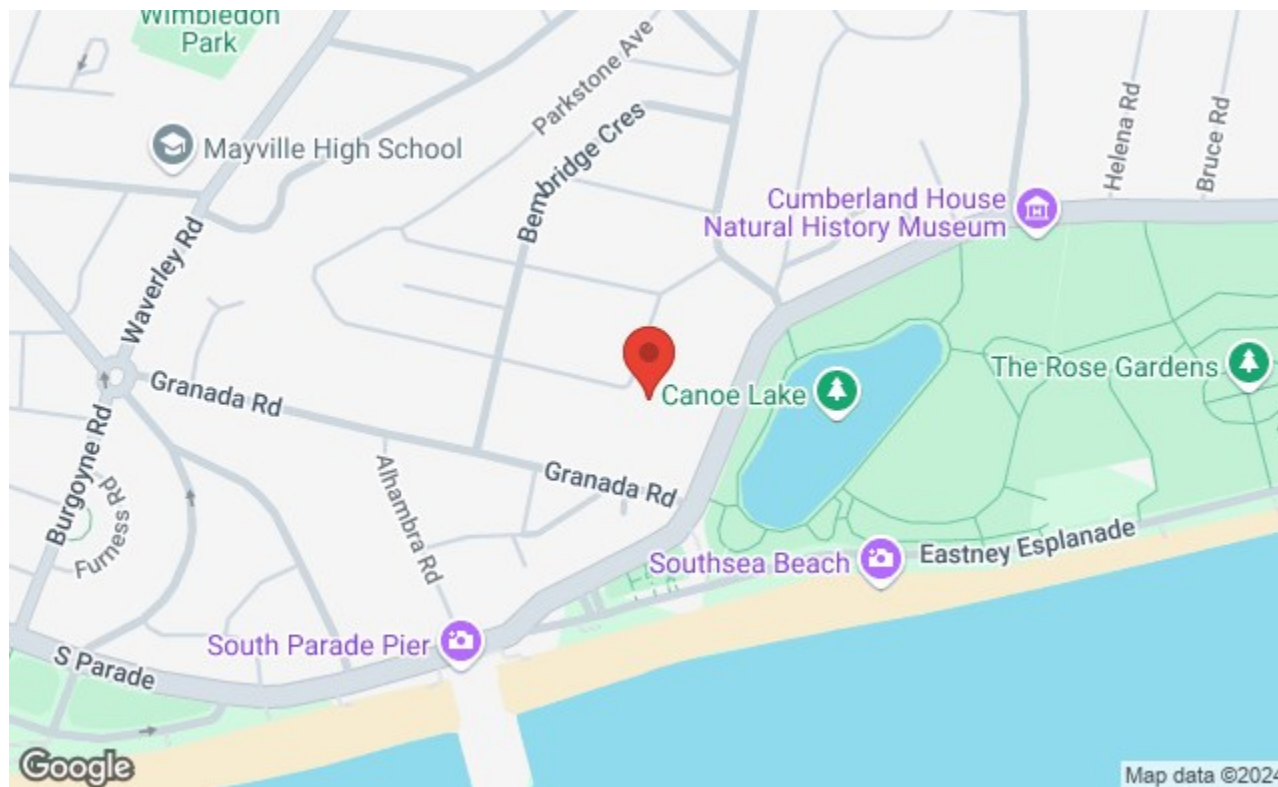 Wimbledon
Park
Parkstone Ave
Mayville High School
Bembridge Cres
Helena Rd
Bruce Rd
Cumberland House
Natural History Museum
Waverley Rd
Granada Rd
Canoe Lake
The Rose Gardens
Burgoyne Rd
Furness Rd
Alhambra Rd
Granada Rd
Southsea Beach
Eastney Esplanade
South Parade Pier
S Parade
Google
Map data ©2024